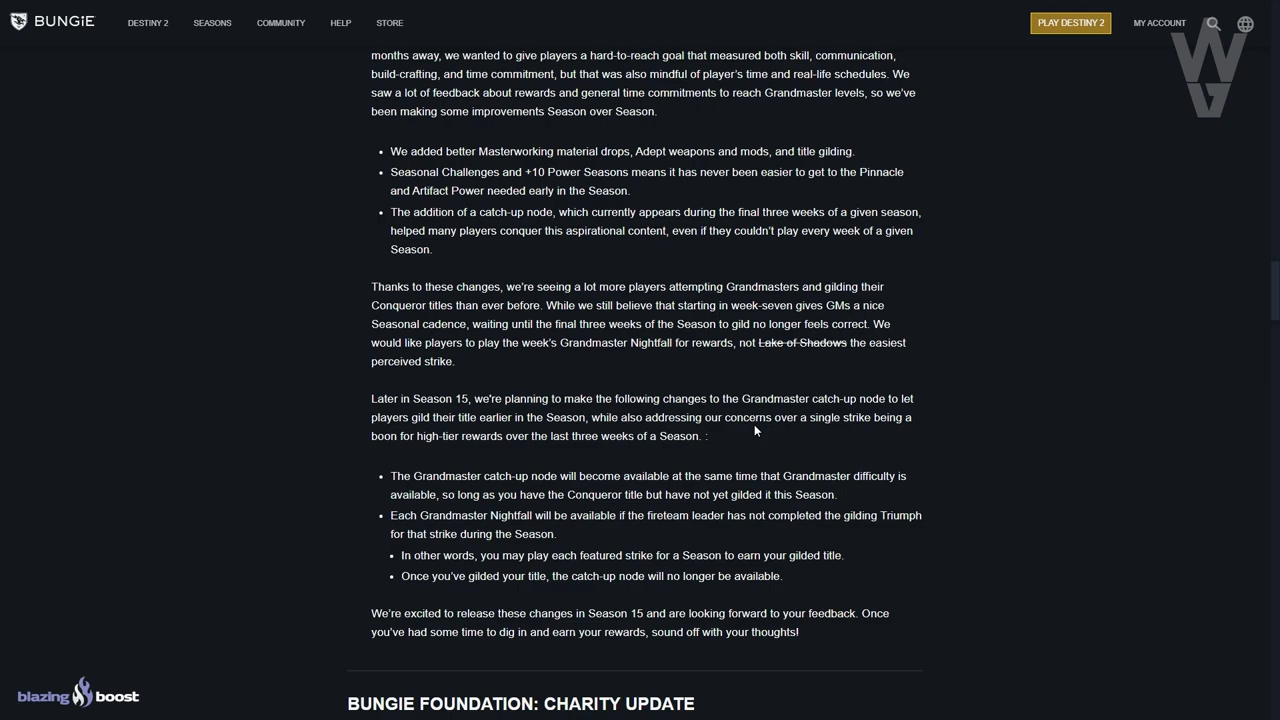 BUNGiE DESTINY 2 SEASONS COMMUNITY HELP STORE PLAY DESTINY 2 MY ACCOUNT
months away, we wanted to give players a hard-to-reach goal that measured both skill, communication,
build-crafting, and time commitment, but that was also mindful of player's time and real-life schedules. We
saw a lot of feedback about rewards and general time commitments to reach Grandmaster levels, so we've
been making some improvements Season over Season.
• We added better Masterworking material drops, Adept weapons and mods, and title gilding.
• Seasonal Challenges and +10 Power Seasons means it has never been easier to get to the Pinnacle
and Artifact Power needed early in the Season.
• The addition of a catch-up node, which currently appears during the final three weeks of a given season,
helped many players conquer this aspirational content, even if they couldn't play every week of a given
Season.
Thanks to these changes, we're seeing a lot more players attempting Grandmasters and gilding their
Conqueror titles than ever before. While we still believe that starting in week-seven gives GMs a nice
Seasonal cadence, waiting until the final three weeks of the Season to gild no longer feels correct. We
would like players to play the week's Grandmaster Nightfall for rewards, not Lake of Shadows the easiest
perceived strike.
Later in Season 15, we're planning to make the following changes to the Grandmaster catch-up node to let
players gild their title earlier in the Season, while also addressing our concerns over a single strike being a
boon for high-tier rewards over the last three weeks of a Season. :
• The Grandmaster catch-up node will become available at the same time that Grandmaster difficulty is
available, so long as you have the Conqueror title but have not yet gilded it this Season.
• Each Grandmaster Nightfall will be available if the fireteam leader has not completed the gilding Triumph
for that strike during the Season.
• In other words, you may play each featured strike for a Season to earn your gilded title.
• Once you've gilded your title, the catch-up node will no longer be available.
We're excited to release these changes in Season 15 and are looking forward to your feedback. Once
you've had some time to dig in and earn your rewards, sound off with your thoughts!
blazing boost
BUNGIE FOUNDATION: CHARITY UPDATE